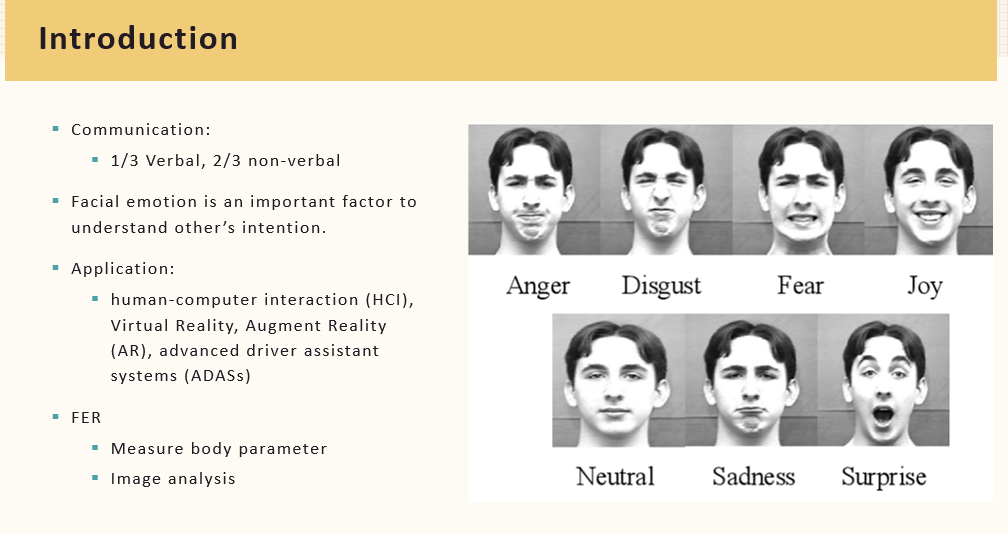 Introduction
Communication:
1/3 Verbal, 2/3 non-verbal
Facial emotion is an important factor to
understand other’s intention.
Application:
human-computer interaction (HCI),
Virtual Reality, Augment Reality
(AR), advanced driver assistant
systems (ADASs)
FER
Measure body parameter
Image analysis
Anger Disgust Fear Joy
Neutral Sadness Surprise